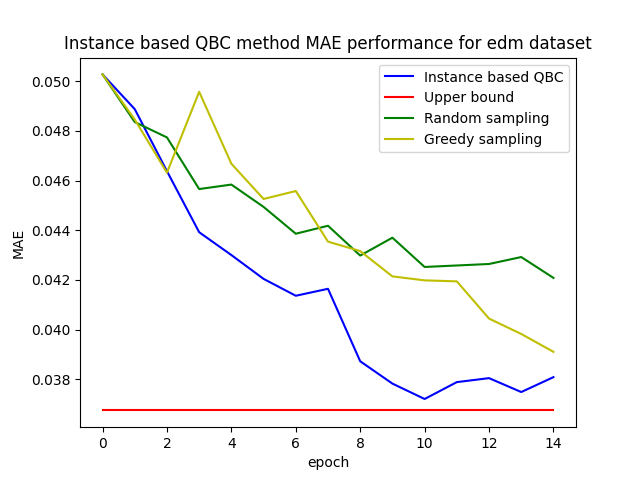 Instance based QBC method MAE performance for edm dataset
Instance based QBC
Upper bound
Random sampling
Greedy sampling
0.050
0.048
0.046
0.044
0.042
0.040
0.038
MAE
0 2 4 6 8 10 12 14
epoch